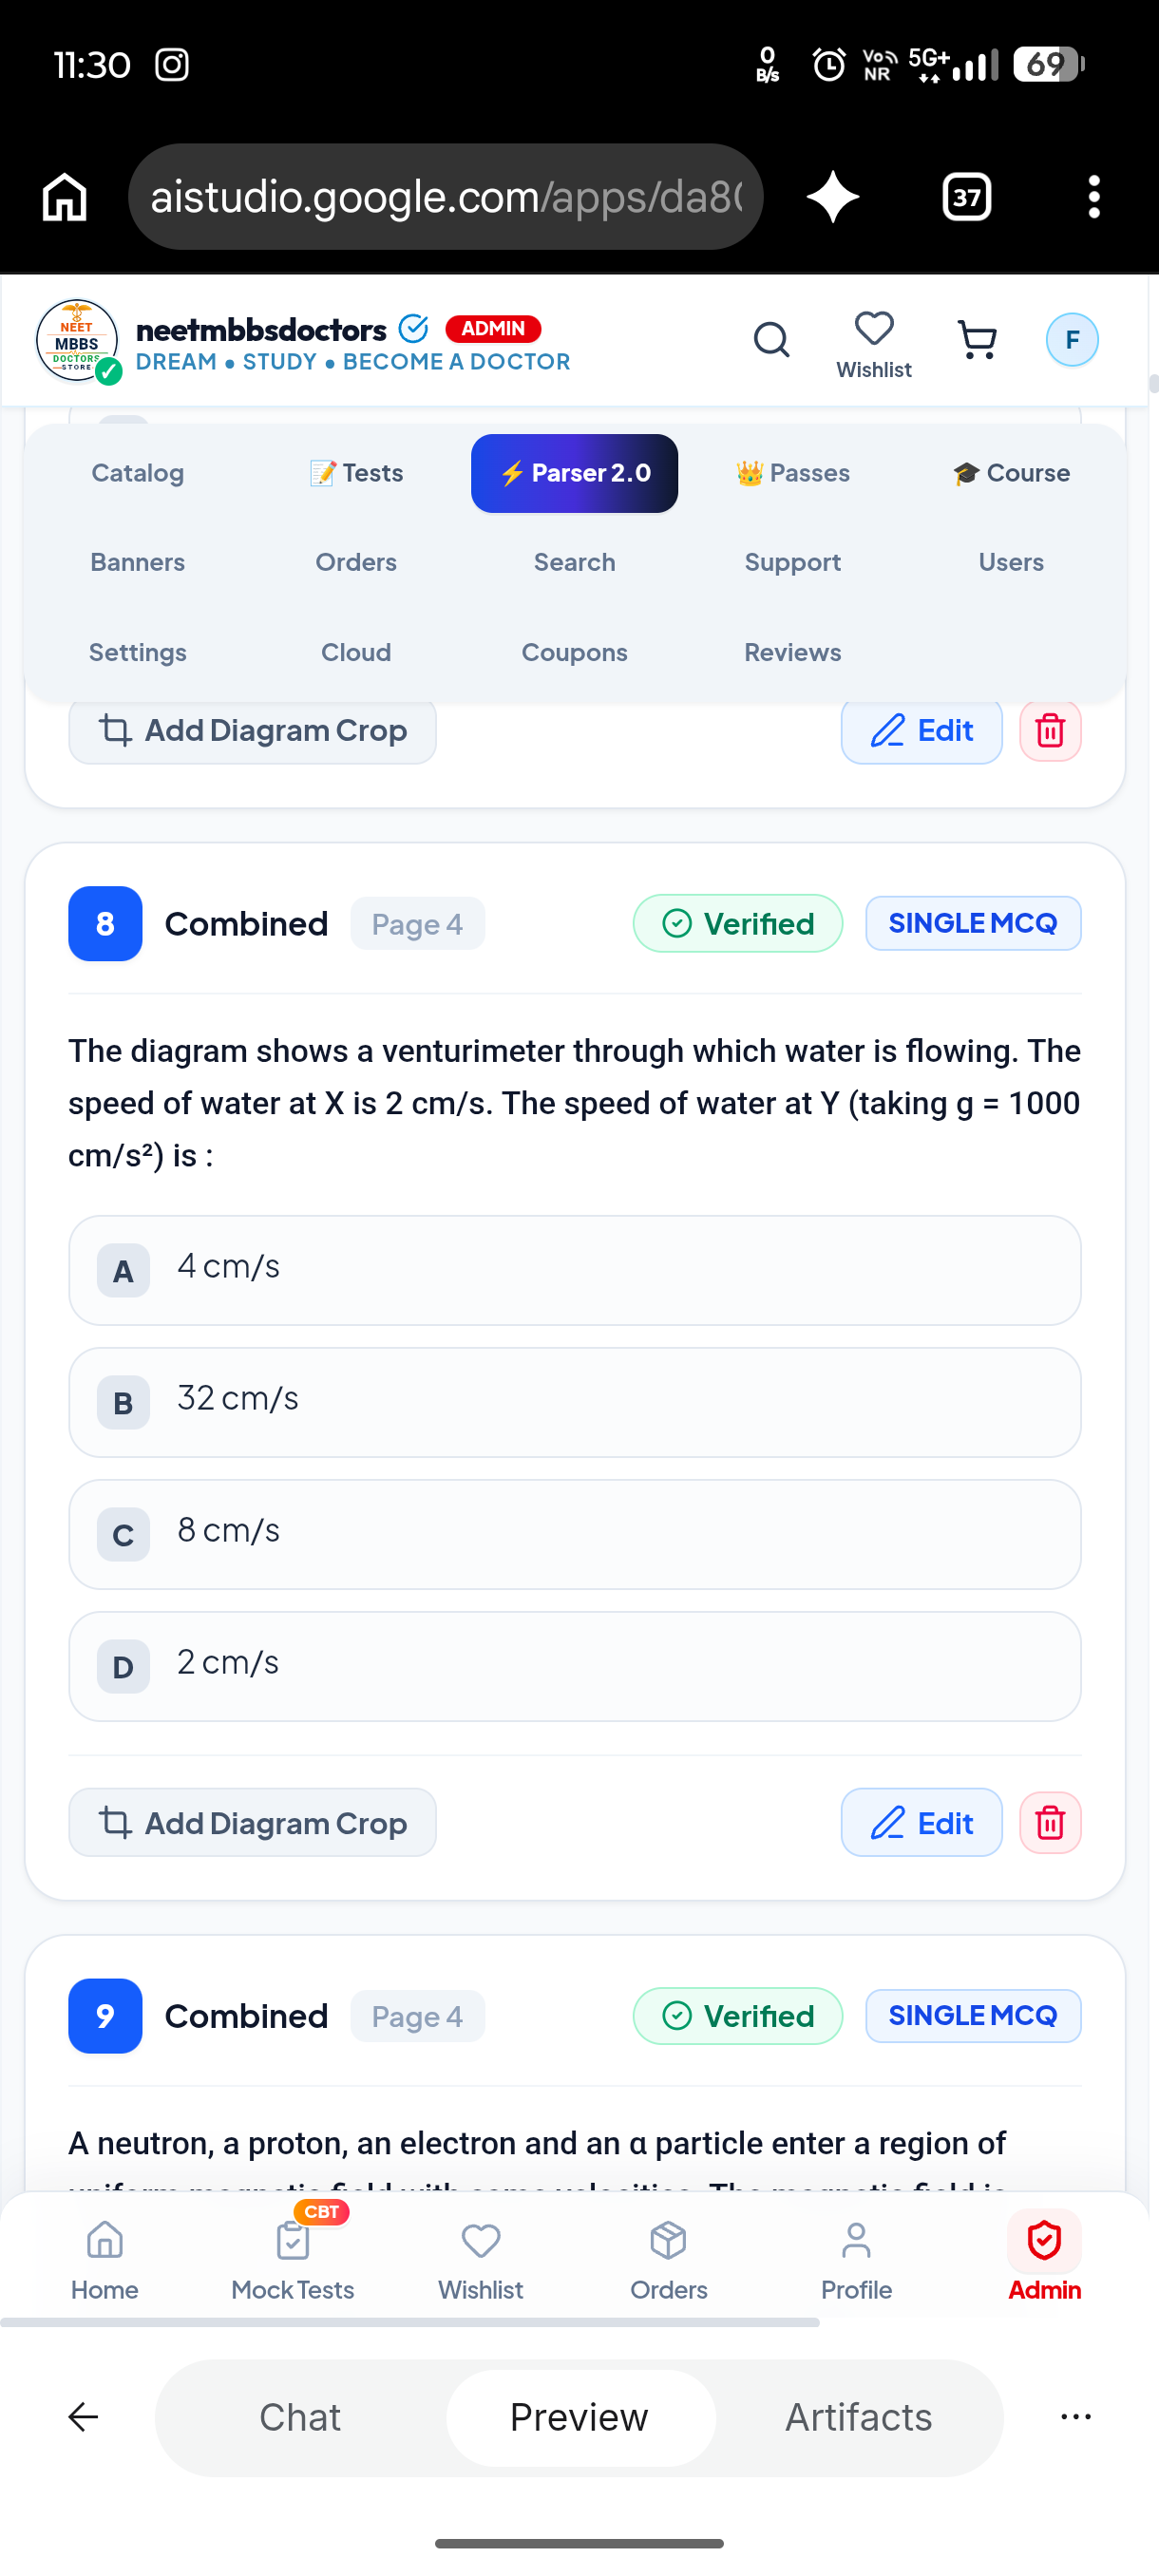 11:30
0 B/s Vo NR 5G+ 69
aistudio.google.com/apps/da8
37
NEET
MBBS
DOCTORS
STORE
neetmbbsdoctors ADMIN
DREAM • STUDY • BECOME A DOCTOR
Wishlist
F
Catalog 📝 Tests ⚡ Parser 2.0 👑 Passes 🎓 Course
Banners Orders Search Support Users
Settings Cloud Coupons Reviews
Add Diagram Crop Edit
8 Combined Page 4 Verified SINGLE MCQ
The diagram shows a venturimeter through which water is flowing. The
speed of water at X is 2 cm/s. The speed of water at Y (taking g = 1000
cm/s²) is :
A 4 cm/s
B 32 cm/s
C 8 cm/s
D 2 cm/s
Add Diagram Crop Edit
9 Combined Page 4 Verified SINGLE MCQ
A neutron, a proton, an electron and an α particle enter a region of
CBT
Home Mock Tests Wishlist Orders Profile Admin
Chat Preview Artifacts